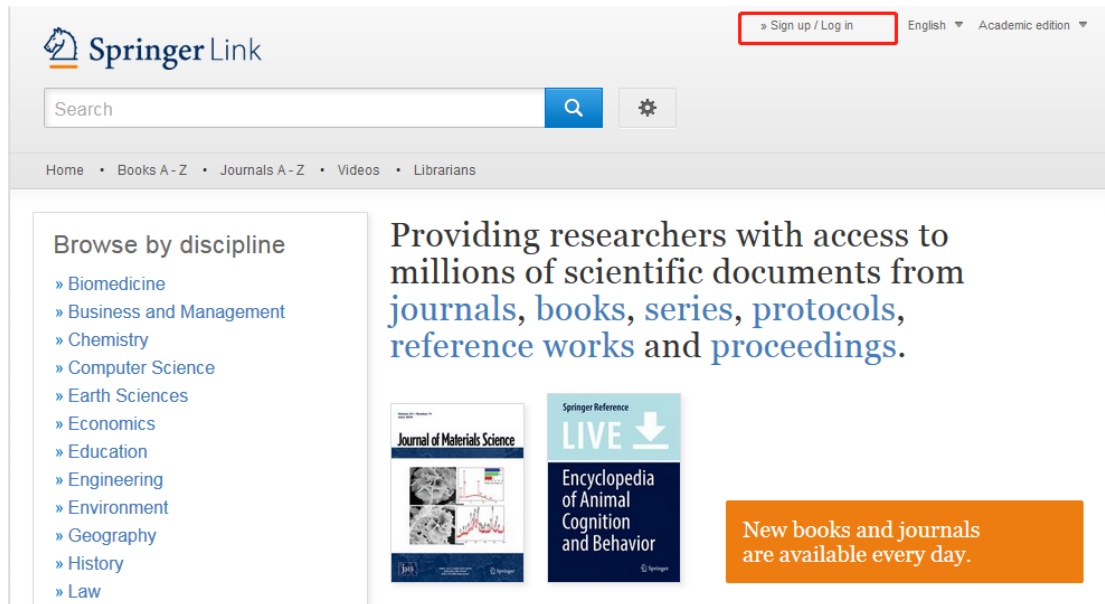 » Sign up / Log in English Academic edition
Springer Link
Search
Home • Books A - Z • Journals A - Z • Videos • Librarians
Browse by discipline
» Biomedicine
» Business and Management
» Chemistry
» Computer Science
» Earth Sciences
» Economics
» Education
» Engineering
» Environment
» Geography
» History
» Law
Providing researchers with access to
millions of scientific documents from
journals, books, series, protocols,
reference works and proceedings.
Journal of Materials Science
Springer
Springer Reference
LIVE
Encyclopedia
of Animal
Cognition
and Behavior
Springer
New books and journals
are available every day.